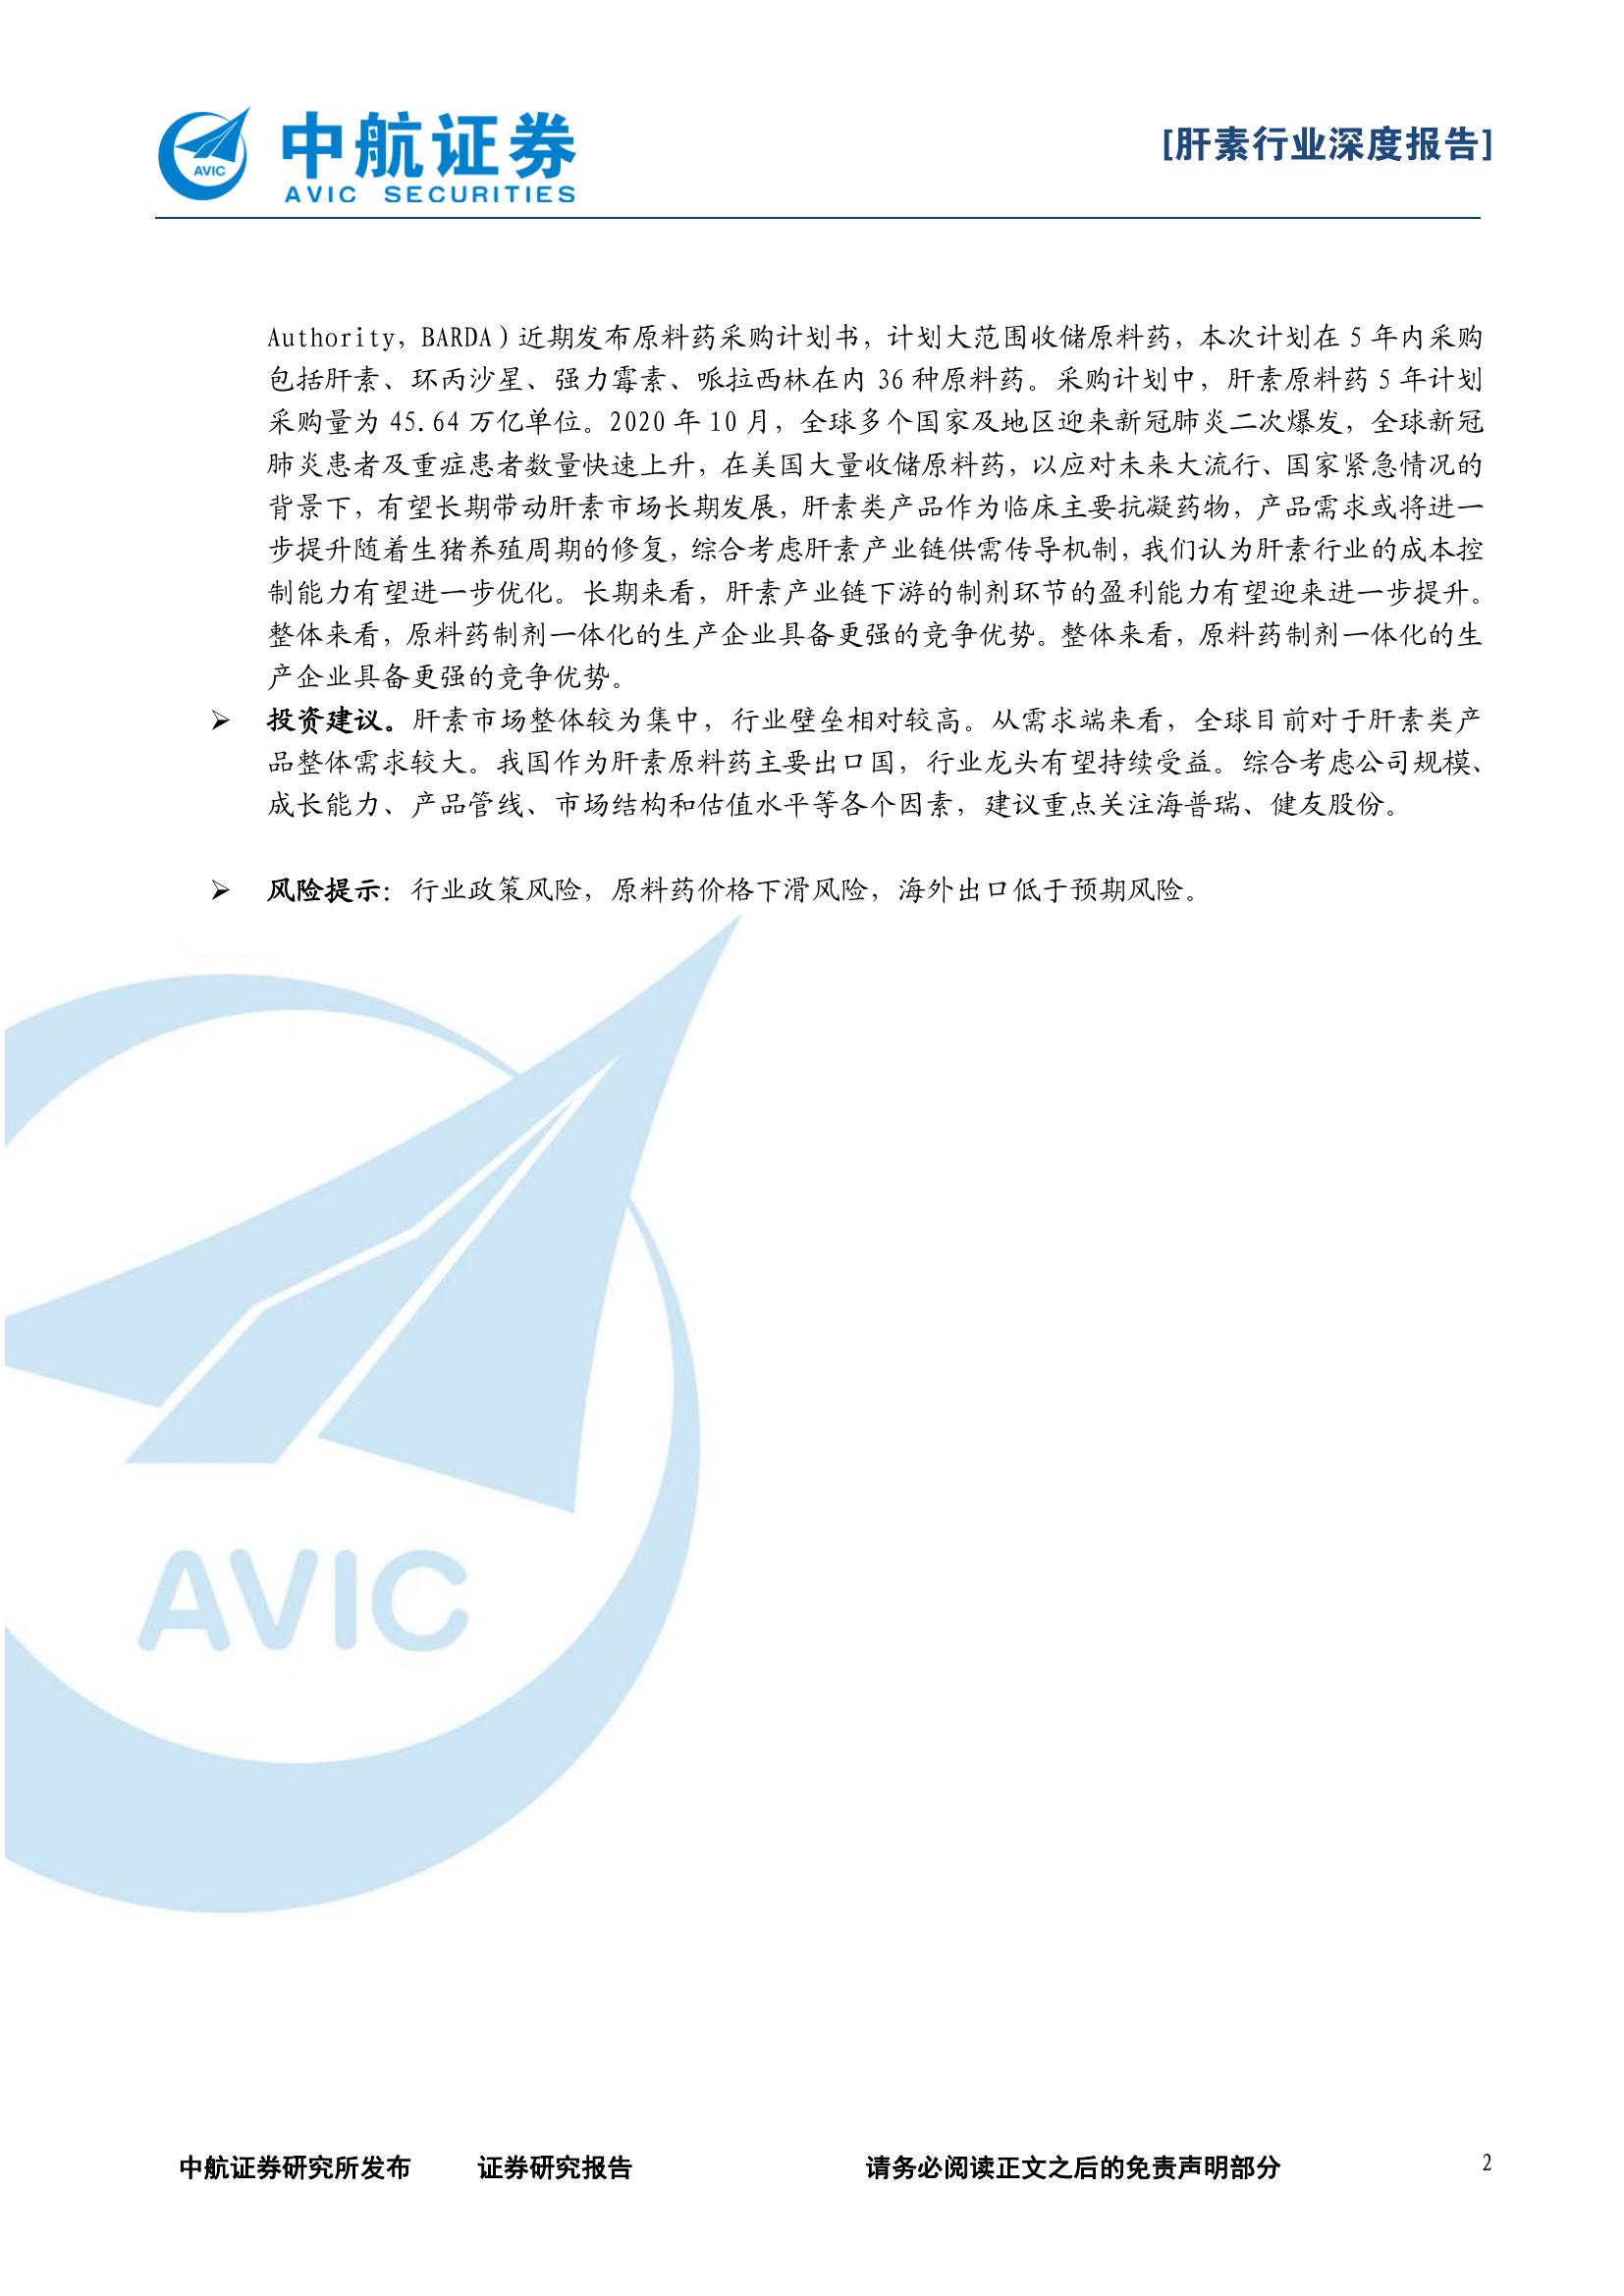 AVIC
中航证券
AVIC SECURITIES
[肝素行业深度报告]
Authority，BARDA）近期发布原料药采购计划书，计划大范围收储原料药，本次计划在 5 年内采购
包括肝素、环丙沙星、强力霉素、哌拉西林在内 36 种原料药。采购计划中，肝素原料药 5 年计划
采购量为 45.64 万亿单位。2020 年 10 月，全球多个国家及地区迎来新冠肺炎二次爆发，全球新冠
肺炎患者及重症患者数量快速上升，在美国大量收储原料药，以应对未来大流行、国家紧急情况的
背景下，有望长期带动肝素市场长期发展，肝素类产品作为临床主要抗凝药物，产品需求或将进一
步提升随着生猪养殖周期的修复，综合考虑肝素产业链供需传导机制，我们认为肝素行业的成本控
制能力有望进一步优化。长期来看，肝素产业链下游的制剂环节的盈利能力有望迎来进一步提升。
整体来看，原料药制剂一体化的生产企业具备更强的竞争优势。整体来看，原料药制剂一体化的生
产企业具备更强的竞争优势。
➢ 投资建议。肝素市场整体较为集中，行业壁垒相对较高。从需求端来看，全球目前对于肝素类产
品整体需求较大。我国作为肝素原料药主要出口国，行业龙头有望持续受益。综合考虑公司规模、
成长能力、产品管线、市场结构和估值水平等各个因素，建议重点关注海普瑞、健友股份。
➢ 风险提示：行业政策风险，原料药价格下滑风险，海外出口低于预期风险。
AVIC
中航证券研究所发布 证券研究报告 请务必阅读正文之后的免责声明部分 2